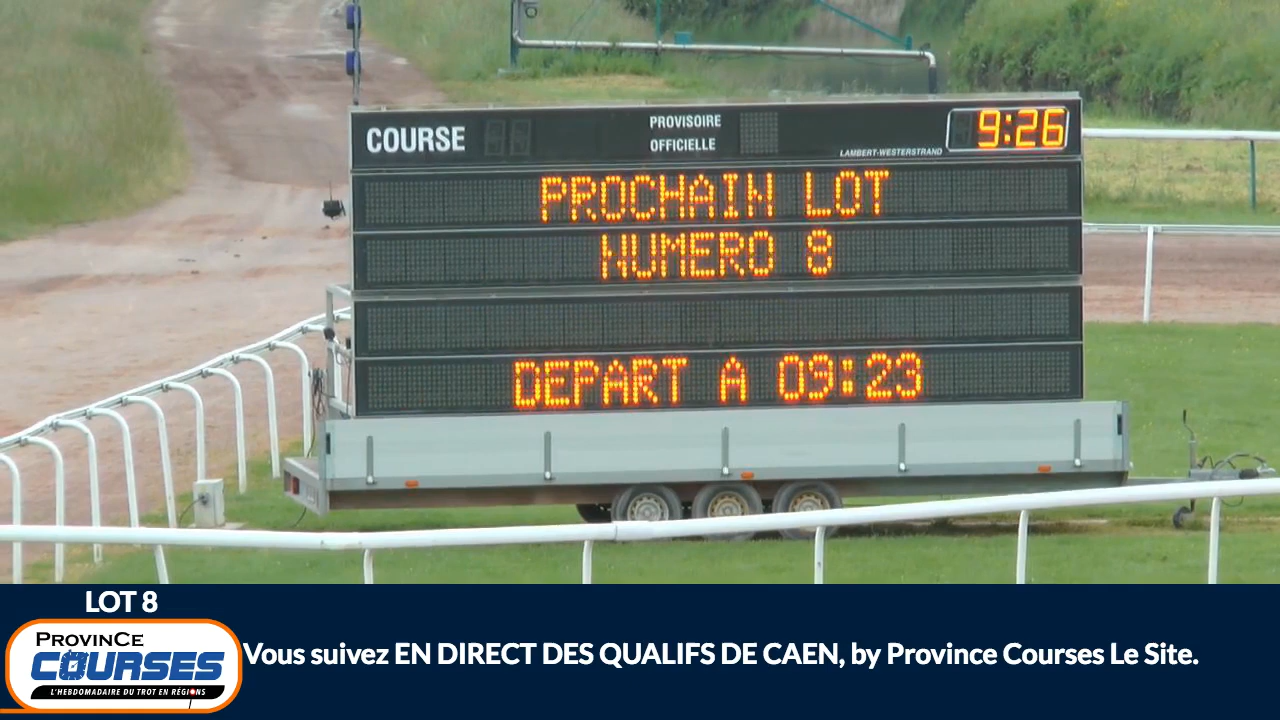 COURSE
PROVISOIRE
OFFICIELLE
LAMBERT-WESTERSTRAND
9:26
PROCHAIN LOT
NUMERO 8
DEPART A 09:23
LOT 8
PROVINCE
COURSES
L'HEBDOMADAIRE DU TROT EN RÉGIONS
Vous suivez EN DIRECT DES QUALIFS DE CAEN, by Province Courses Le Site.